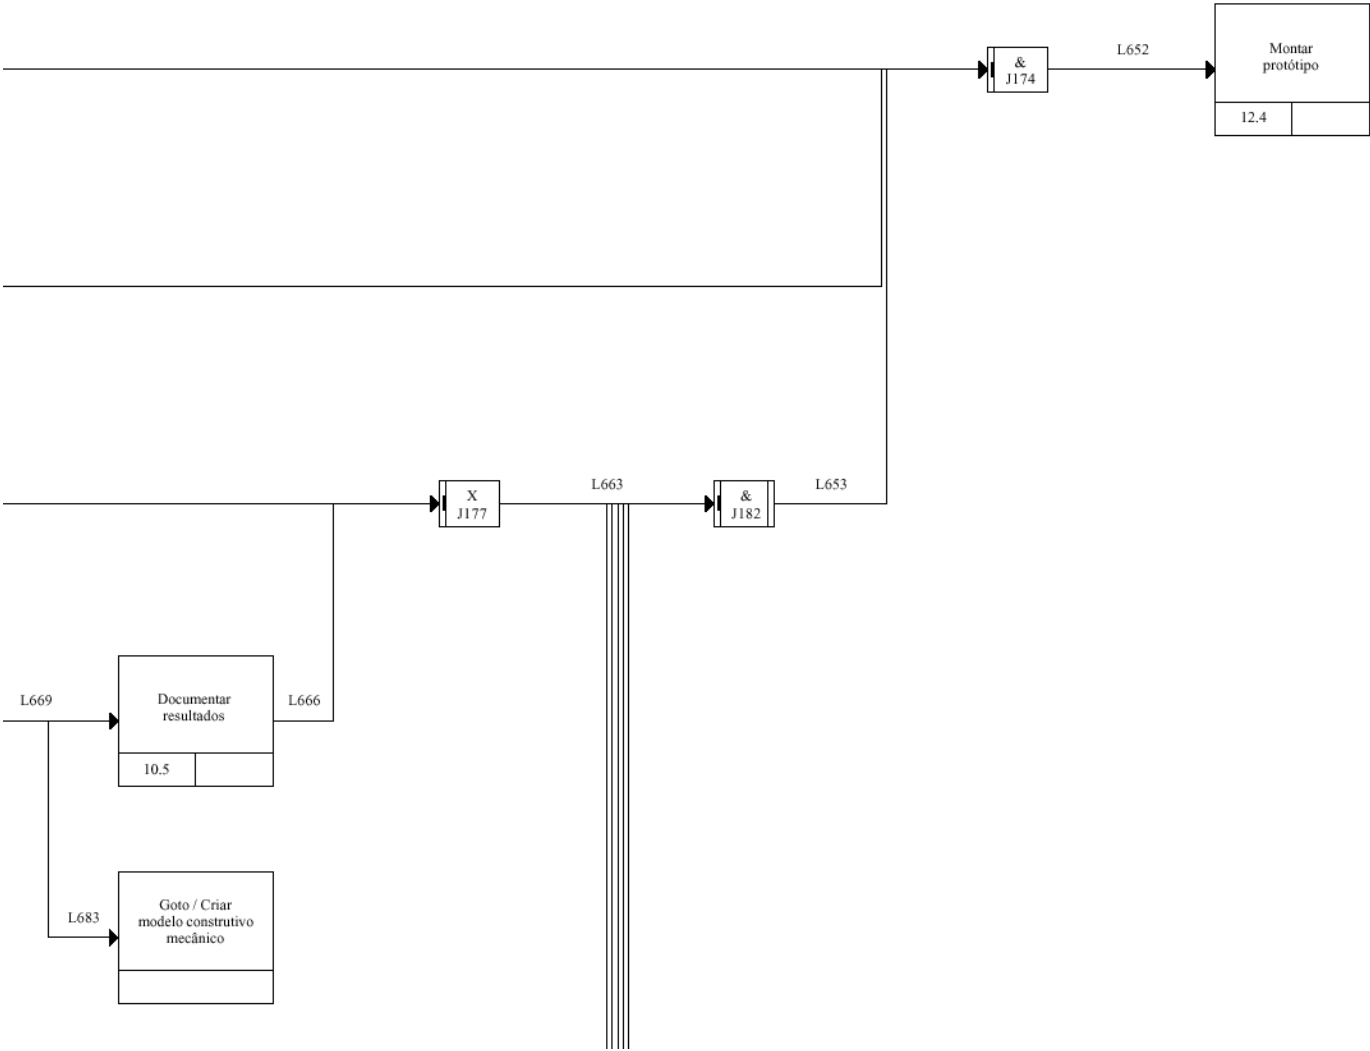 L652
Montar
protótipo
&
J174
12.4
L663
L653
X
J177
&
J182
L669
Documentar
resultados
L666
10.5
Goto / Criar
modelo construtivo
mecânico
L683